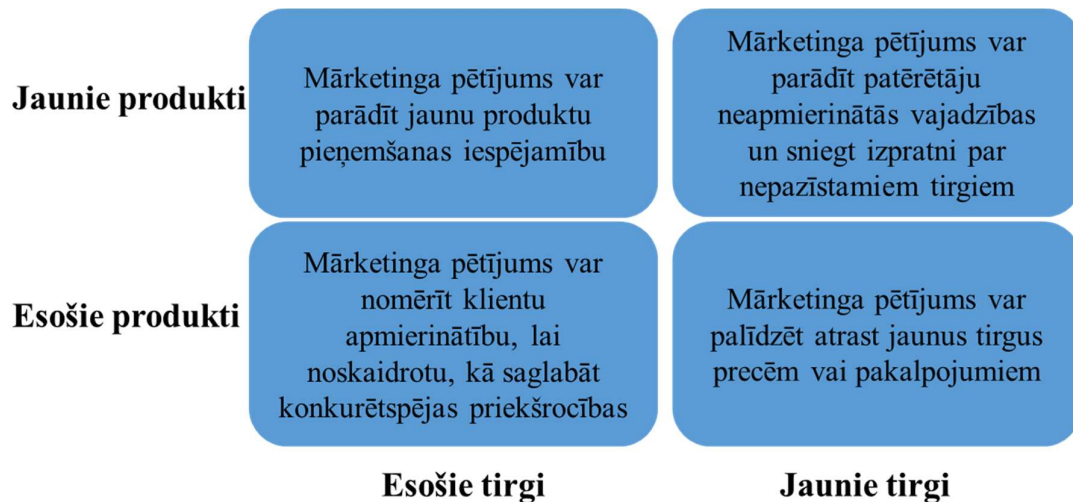 Jaunie produkti
Mārketinga pētījums var
parādīt jaunu produktu
pieņemšanas iespējamību
Mārketinga pētījums var
parādīt patērētāju
neapmierinātās vajadzības
un sniegt izpratni par
nepazīstamiem tirgiem
Esošie produkti
Mārketinga pētījums var
nomērīt klientu
apmierinātību, lai
noskaidrotu, kā saglabāt
konkurētspējas priekšrocības
Mārketinga pētījums var
palīdzēt atrast jaunus tirgus
precēm vai pakalpojumiem
Esošie tirgi
Jaunie tirgi